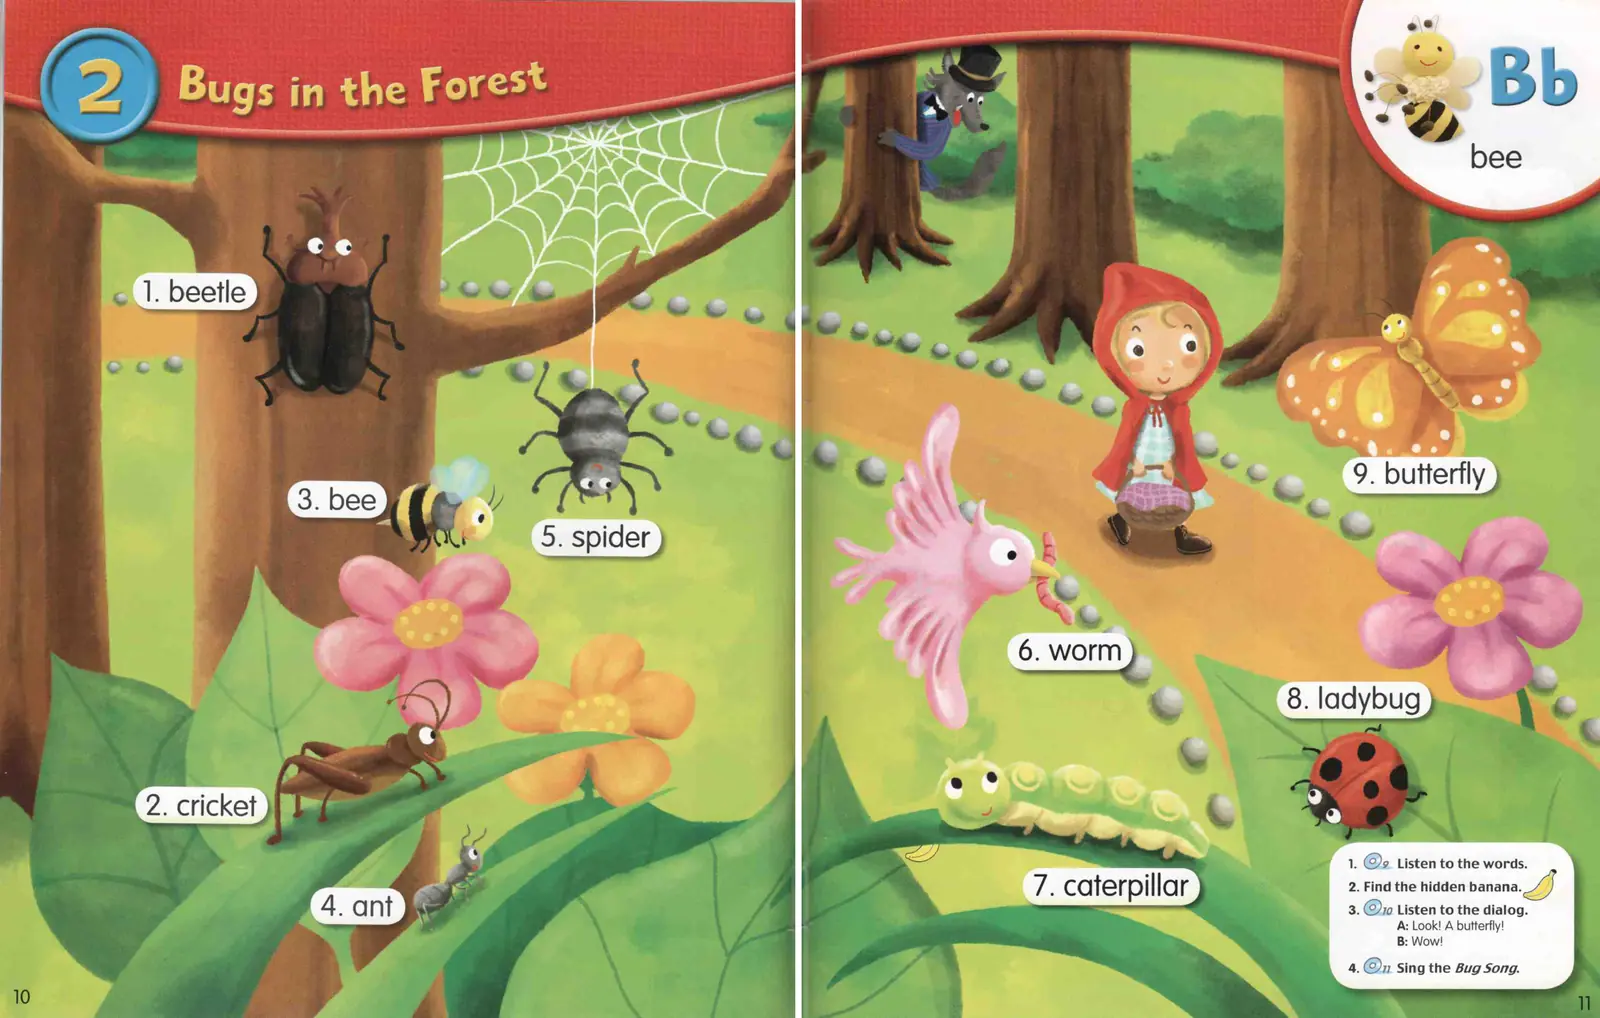 2
Bugs in the Forest
1. beetle
3. bee
5. spider
2. cricket
4. ant
10
Bb
bee
9. butterfly
6. worm
8. ladybug
7. caterpillar
1. 9 Listen to the words.
2. Find the hidden banana.
3. 10 Listen to the dialog.
A: Look! A butterfly!
B: Wow!
4. 11 Sing the Bug Song.
11